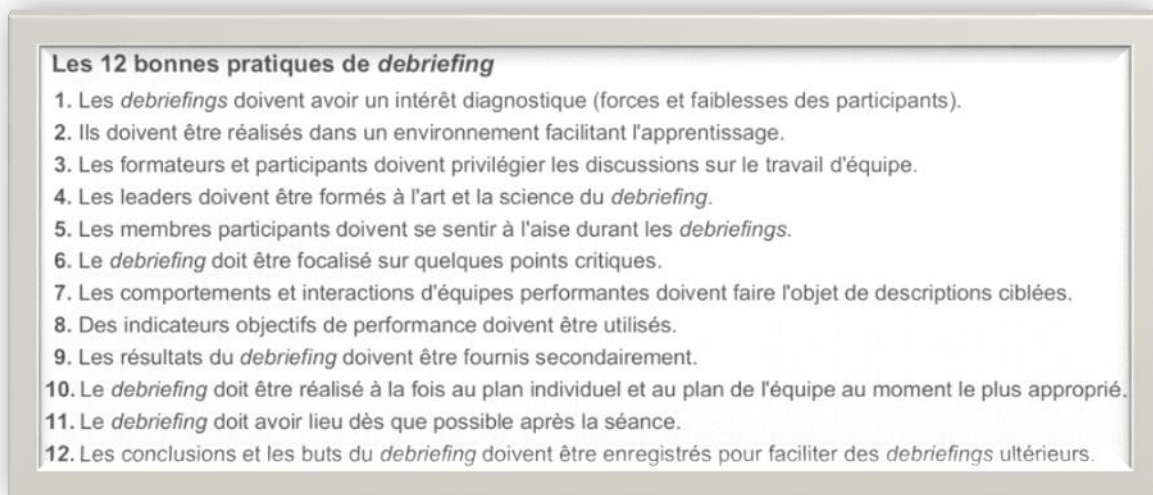 Les 12 bonnes pratiques de debriefing
1. Les debriefings doivent avoir un intérêt diagnostique (forces et faiblesses des participants).
2. Ils doivent être réalisés dans un environnement facilitant l'apprentissage.
3. Les formateurs et participants doivent privilégier les discussions sur le travail d'équipe.
4. Les leaders doivent être formés à l'art et la science du debriefing.
5. Les membres participants doivent se sentir à l'aise durant les debriefings.
6. Le debriefing doit être focalisé sur quelques points critiques.
7. Les comportements et interactions d'équipes performantes doivent faire l'objet de descriptions ciblées.
8. Des indicateurs objectifs de performance doivent être utilisés.
9. Les résultats du debriefing doivent être fournis secondairement.
10. Le debriefing doit être réalisé à la fois au plan individuel et au plan de l'équipe au moment le plus approprié.
11. Le debriefing doit avoir lieu dès que possible après la séance.
12. Les conclusions et les buts du debriefing doivent être enregistrés pour faciliter des debriefings ultérieurs.